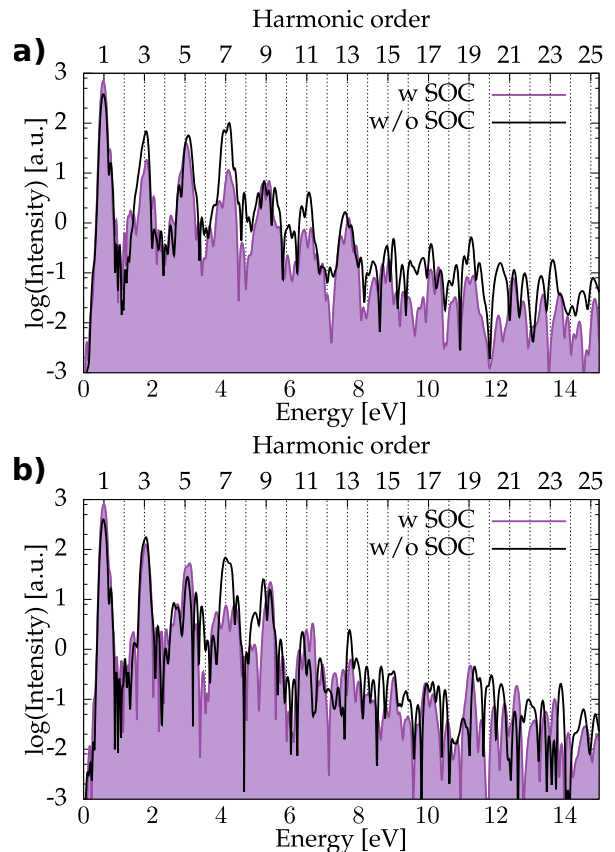 Harmonic order
a)
1 3 5 7 9 11 13 15 17 19 21 23 25
w SOC
w/o SOC
log(Intensity) [a.u.]
3
2
1
0
-1
-2
-3
0 2 4 6 8 10 12 14
Energy [eV]
Harmonic order
b)
1 3 5 7 9 11 13 15 17 19 21 23 25
w SOC
w/o SOC
log(Intensity) [a.u.]
3
2
1
0
-1
-2
-3
0 2 4 6 8 10 12 14
Energy [eV]